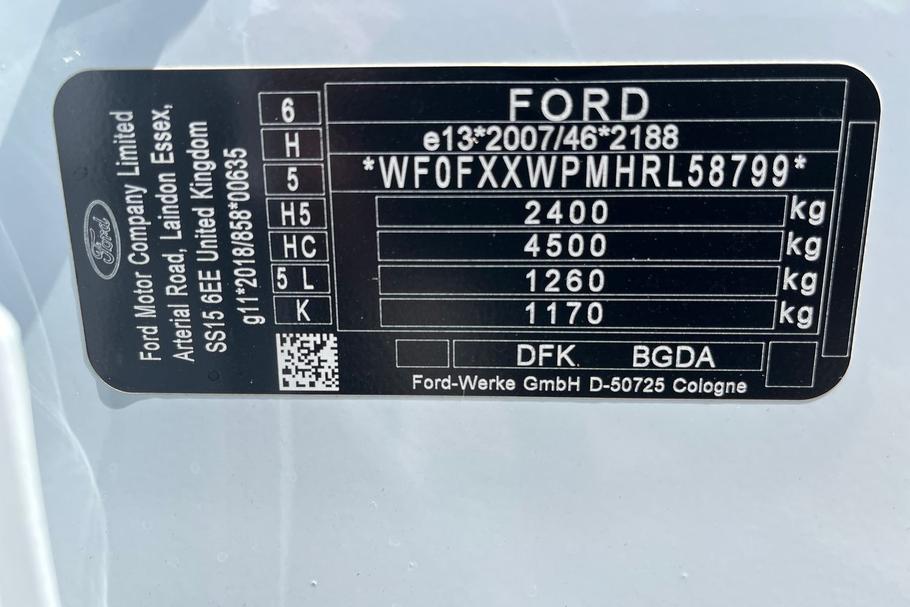 Ford
Ford Motor Company Limited
Arterial Road, Laindon Essex,
SS15 6EE United Kingdom
g11*2018/858*00635
6
H
5
H5
HC
5 L
K
FORD
e13*2007/46*2188
*WF0FXXWPMHRL58799*
2400 kg
4500 kg
1260 kg
1170 kg
DFK BGDA
Ford-Werke GmbH D-50725 Cologne